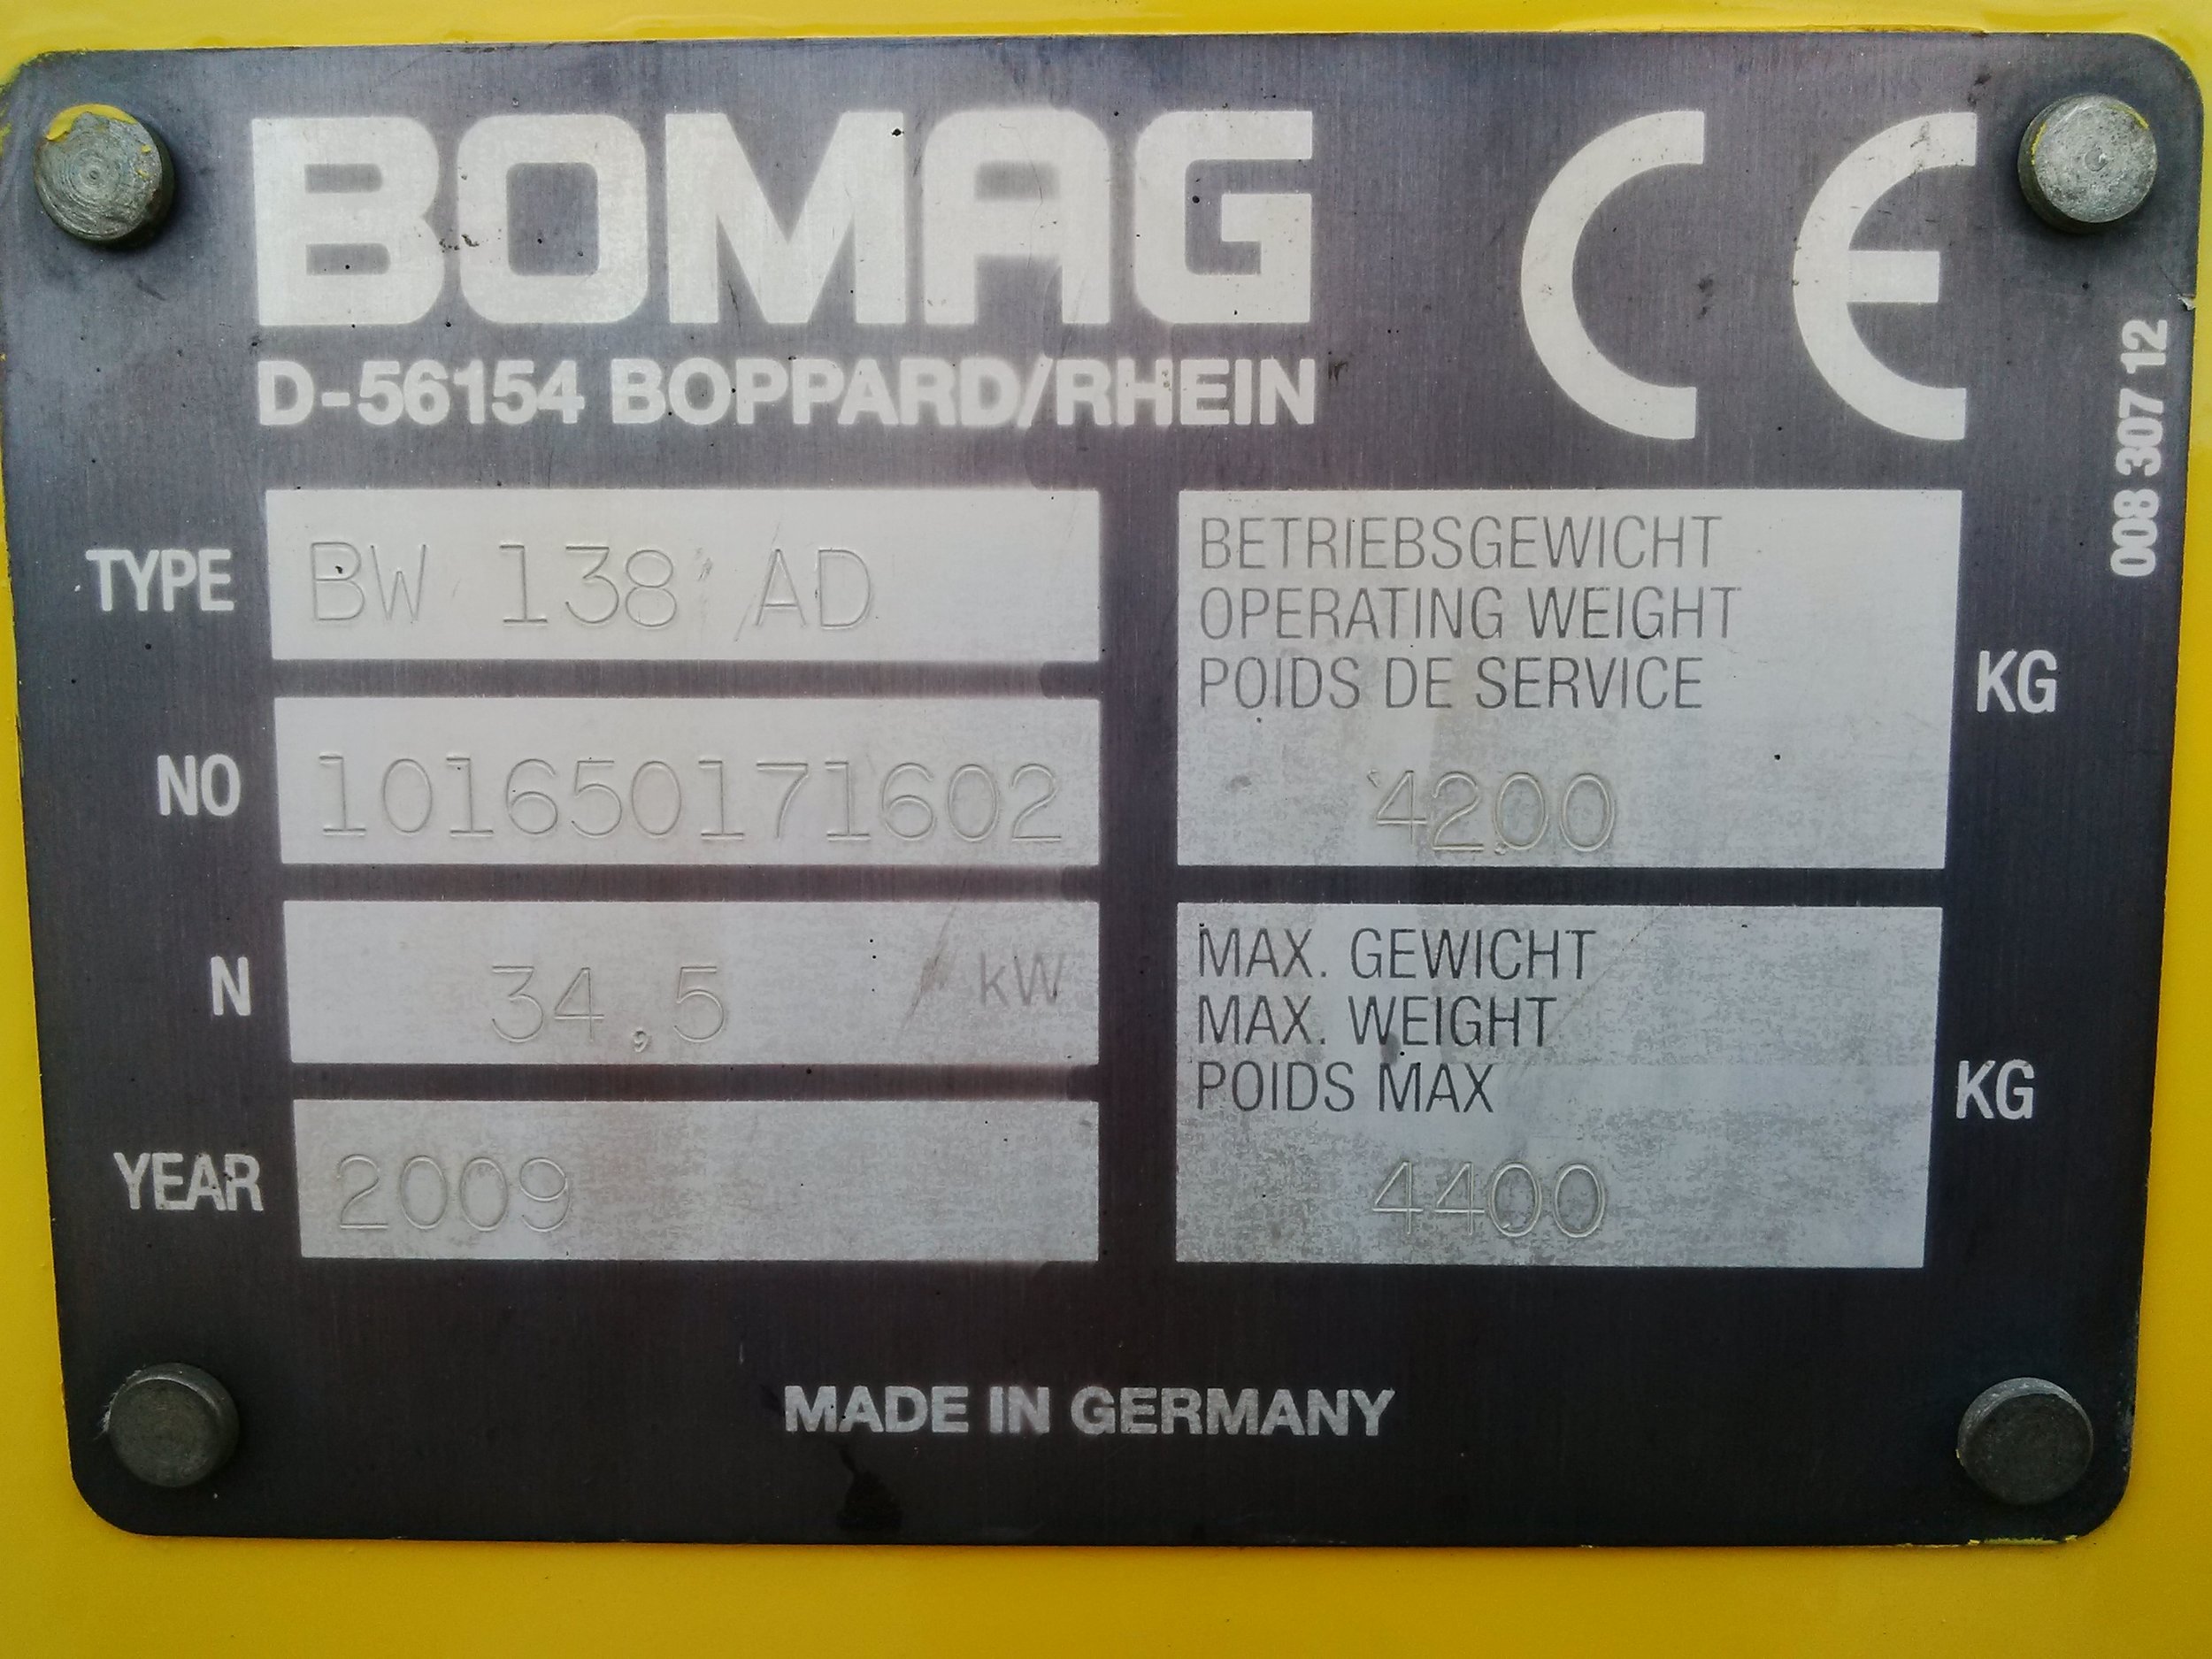 BOMAG CE
D-56154 BOPPARD/RHEIN
008 307 12
TYPE BW 138 AD
NO 101650171602
N 34,5 kW
YEAR 2009
BETRIEBSGEWICHT
OPERATING WEIGHT
POIDS DE SERVICE KG
4200
MAX. GEWICHT
MAX. WEIGHT
POIDS MAX KG
4400
MADE IN GERMANY